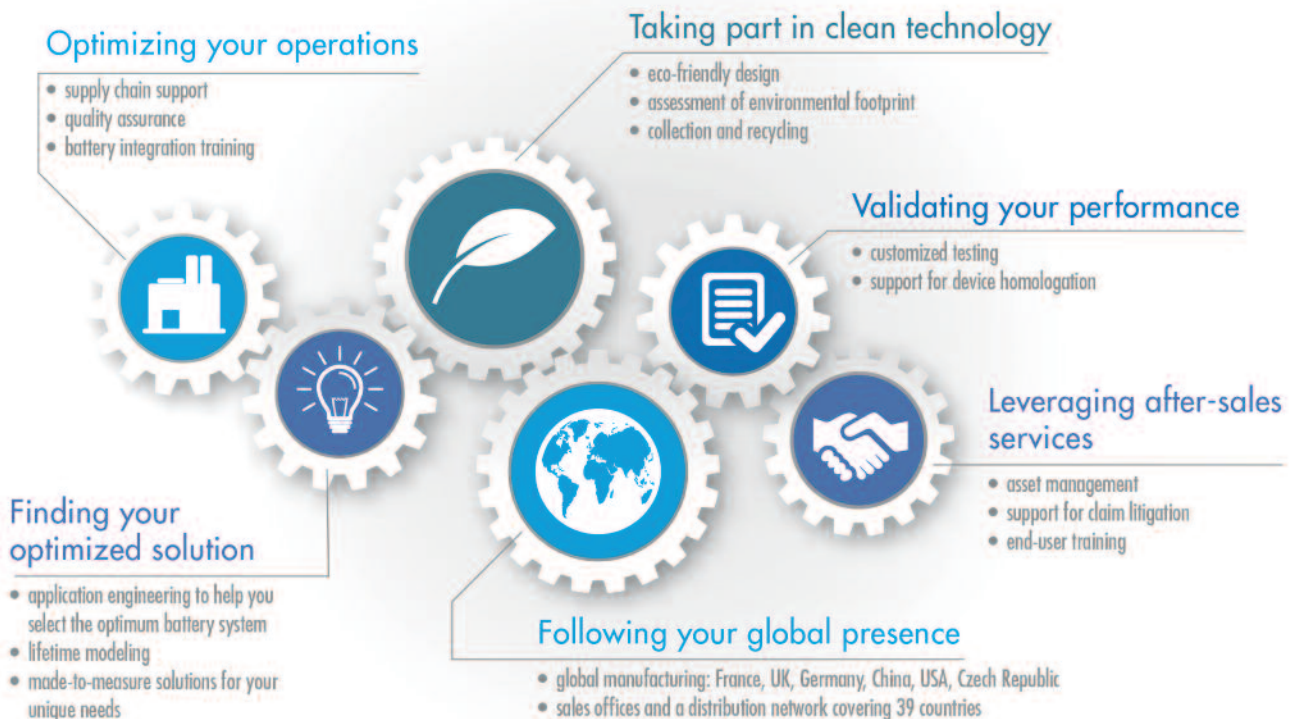 Optimizing your operations
• supply chain support
• quality assurance
• battery integration training
Taking part in clean technology
• eco-friendly design
• assessment of environmental footprint
• collection and recycling
Validating your performance
• customized testing
• support for device homologation
Leveraging after-sales
services
• asset management
• support for claim litigation
• end-user training
Finding your
optimized solution
• application engineering to help you
select the optimum battery system
• lifetime modeling
• made-to-measure solutions for your
unique needs
Following your global presence
• global manufacturing: France, UK, Germany, China, USA, Czech Republic
• sales offices and a distribution network covering 39 countries